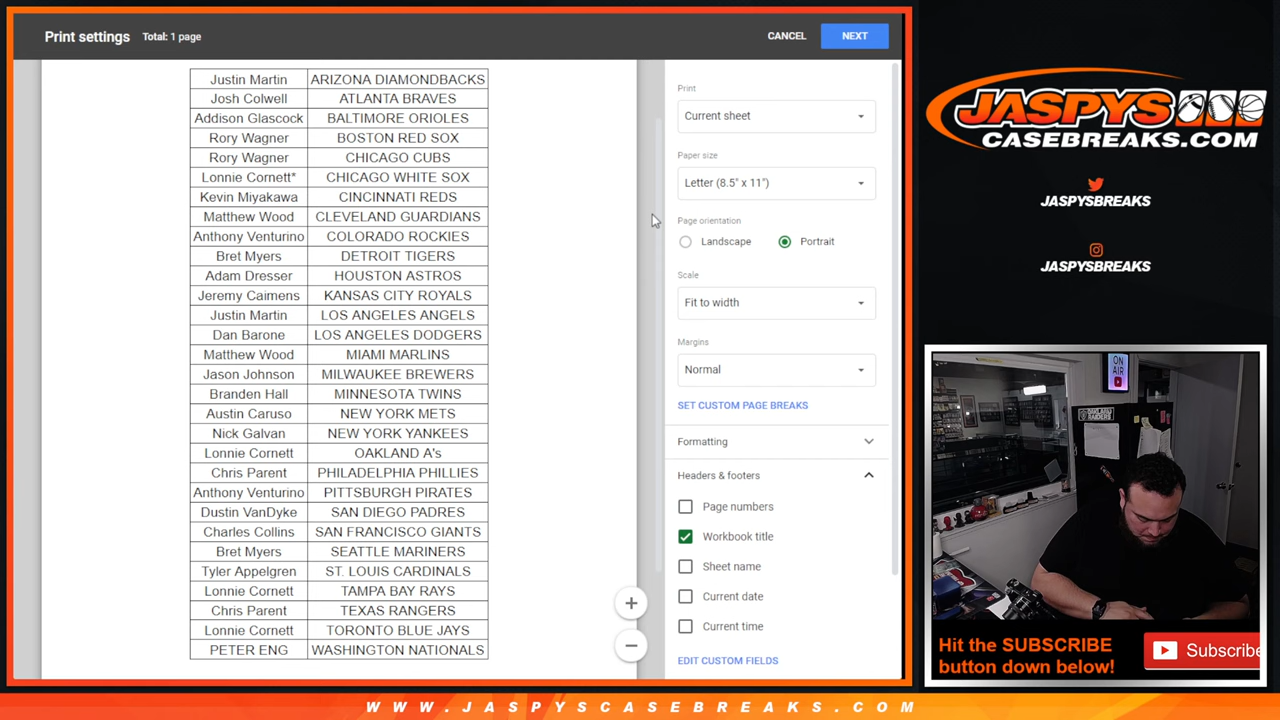 Print settings
Total: 1 page
CANCEL
NEXT
Justin Martin ARIZONA DIAMONDBACKS
Josh Colwell ATLANTA BRAVES
Addison Glascock BALTIMORE ORIOLES
Rory Wagner BOSTON RED SOX
Rory Wagner CHICAGO CUBS
Lonnie Cornett* CHICAGO WHITE SOX
Kevin Miyakawa CINCINNATI REDS
Matthew Wood CLEVELAND GUARDIANS
Anthony Venturino COLORADO ROCKIES
Bret Myers DETROIT TIGERS
Adam Dresser HOUSTON ASTROS
Jeremy Caimens KANSAS CITY ROYALS
Justin Martin LOS ANGELES ANGELS
Dan Barone LOS ANGELES DODGERS
Matthew Wood MIAMI MARLINS
Jason Johnson MILWAUKEE BREWERS
Branden Hall MINNESOTA TWINS
Austin Caruso NEW YORK METS
Nick Galvan NEW YORK YANKEES
Lonnie Cornett OAKLAND A's
Chris Parent PHILADELPHIA PHILLIES
Anthony Venturino PITTSBURGH PIRATES
Dustin VanDyke SAN DIEGO PADRES
Charles Collins SAN FRANCISCO GIANTS
Bret Myers SEATTLE MARINERS
Tyler Appelgren ST. LOUIS CARDINALS
Lonnie Cornett TAMPA BAY RAYS
Chris Parent TEXAS RANGERS
Lonnie Cornett TORONTO BLUE JAYS
PETER ENG WASHINGTON NATIONALS
Print
Current sheet
Paper size
Letter (8.5" x 11")
Page orientation
Landscape
Portrait
Scale
Fit to width
Margins
Normal
SET CUSTOM PAGE BREAKS
Formatting
Headers & footers
Page numbers
Workbook title
Sheet name
Current date
Current time
EDIT CUSTOM FIELDS
JASPYS
CASEBREAKS.COM
JASPYSBREAKS
JASPYSBREAKS
ON
AIR
RAIDERS
Hit the SUBSCRIBE
button down below!
Subscribe
WWW.JASPYSCASEBREAKS.COM